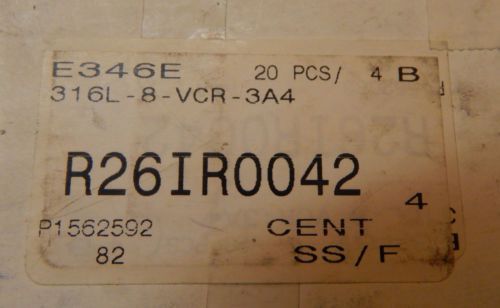 E346E 20 PCS/ 4 B
316L-8-VCR-3A4
R26IR0042
4
P1562592 CENT
82 SS/F